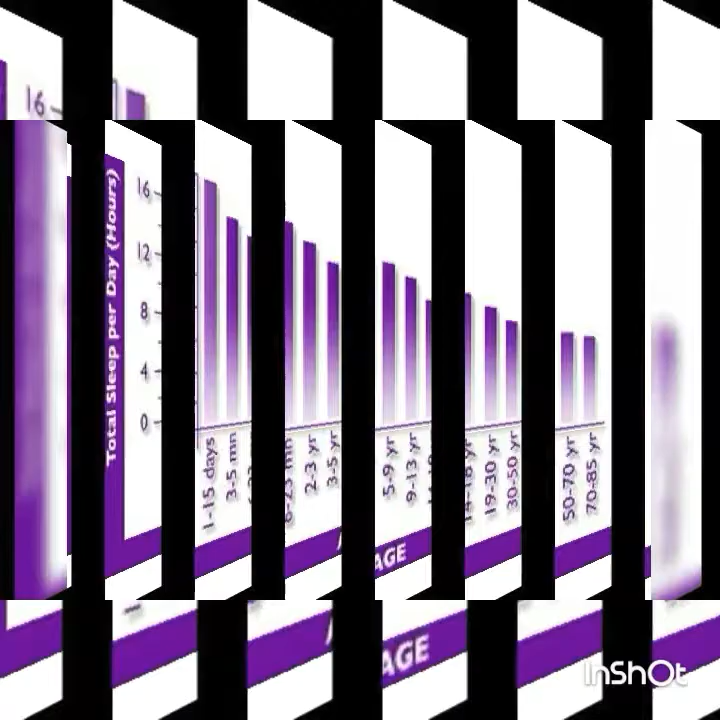 16
Total Sleep per Day (Hours)
16
12
8
4
0
1-15 days
3-5 mn
6-23 mn
2-3 yr
3-5 yr
5-9 yr
9-13 yr
14-18 yr
19-30 yr
30-50 yr
50-70 yr
70-85 yr
AGE
AGE
InShOt